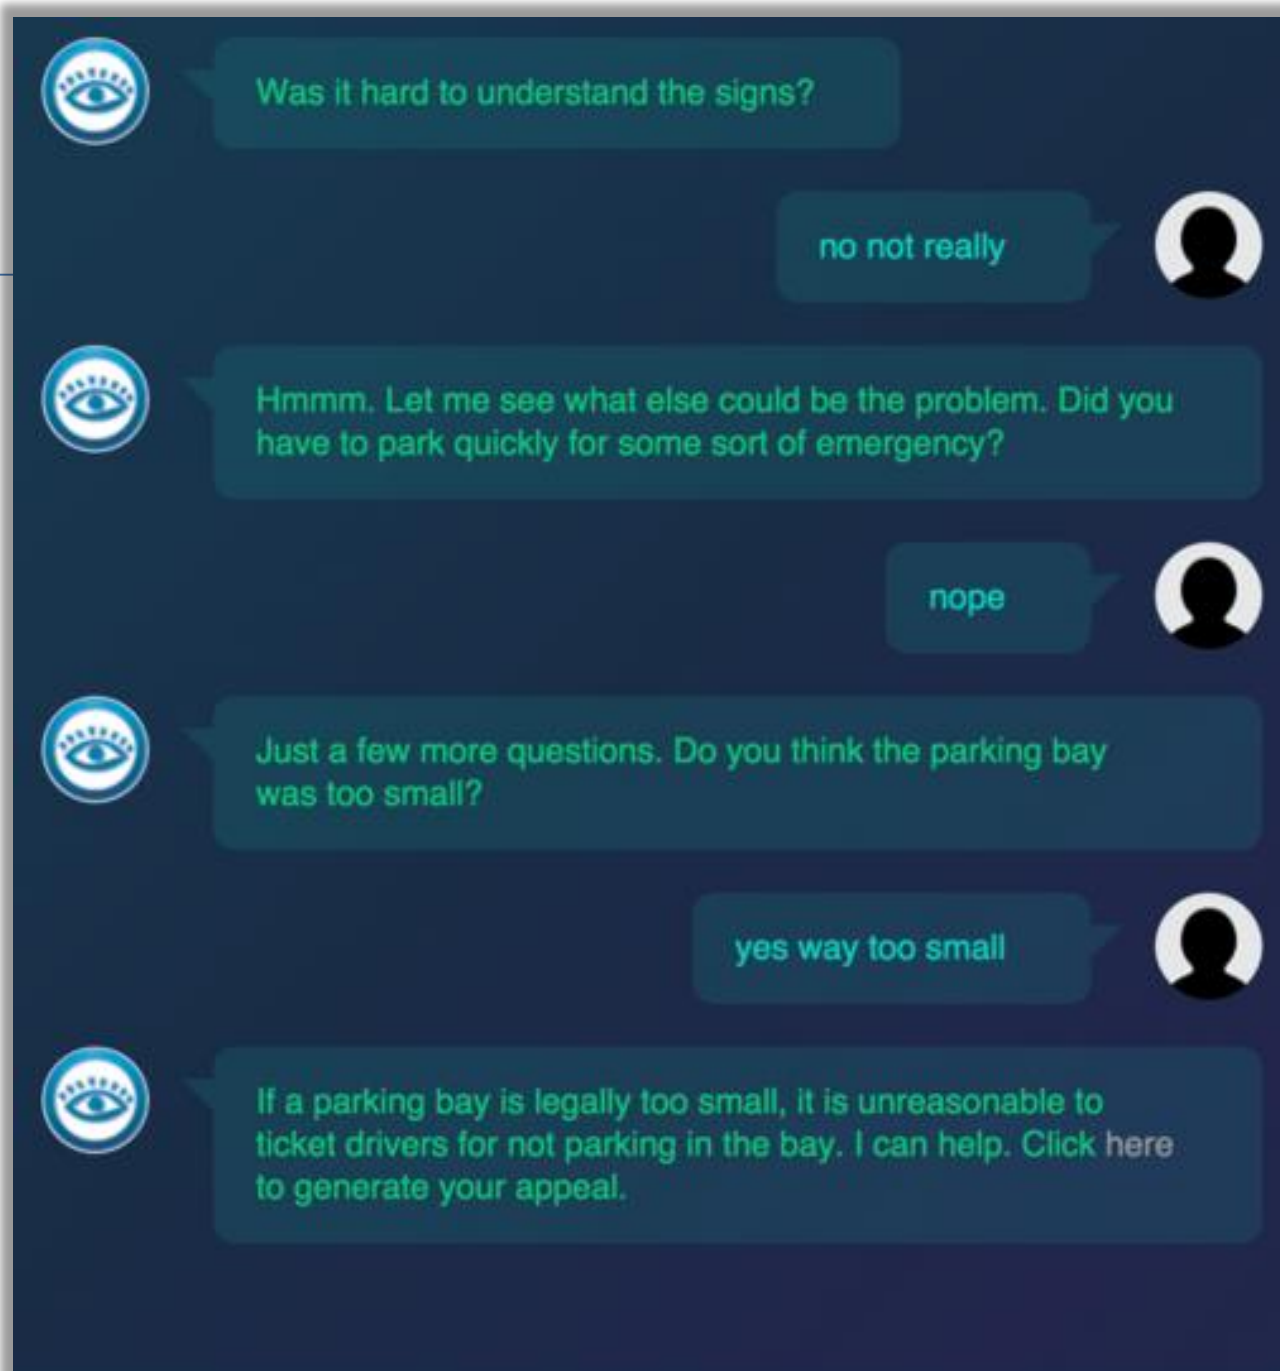 Was it hard to understand the signs?
no not really
Hmmm. Let me see what else could be the problem. Did you
have to park quickly for some sort of emergency?
nope
Just a few more questions. Do you think the parking bay
was too small?
yes way too small
If a parking bay is legally too small, it is unreasonable to
ticket drivers for not parking in the bay. I can help. Click here
to generate your appeal.